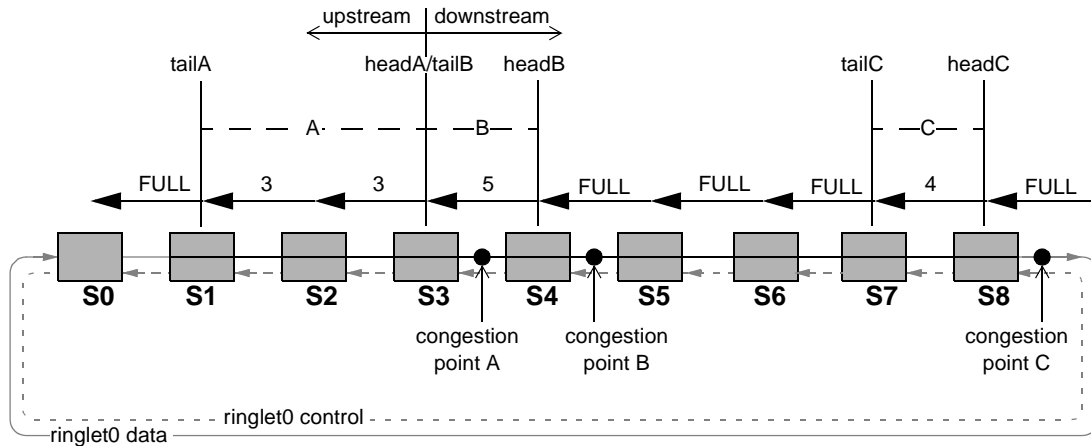 upstream downstream
tailA headA/tailB headB tailC headC
A B C
FULL 3 3 5 FULL FULL FULL 4 FULL
S0 S1 S2 S3 S4 S5 S6 S7 S8
congestion point A
congestion point B
congestion point C
ringlet0 control
ringlet0 data